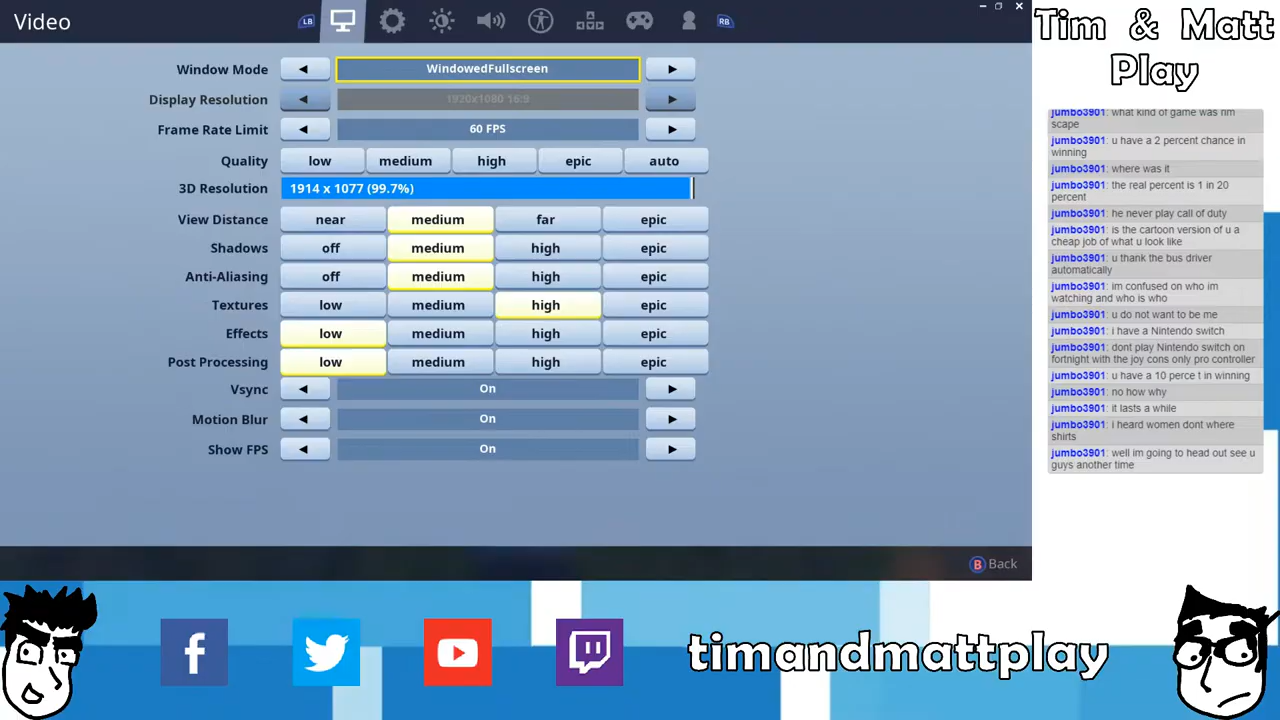 Video
LB
RB
Window Mode
WindowedFullscreen
Display Resolution
1920x1080 16:9
Frame Rate Limit
60 FPS
Quality
low medium high epic auto
3D Resolution
1914 x 1077 (99.7%)
View Distance
near medium far epic
Shadows
off medium high epic
Anti-Aliasing
off medium high epic
Textures
low medium high epic
Effects
low medium high epic
Post Processing
low medium high epic
Vsync
On
Motion Blur
On
Show FPS
On
B Back
Tim & Matt
Play
jumbo3901: what kind of game was rim
scape
jumbo3901: u have a 2 percent chance in
winning
jumbo3901: where was it
jumbo3901: the real percent is 1 in 20
percent
jumbo3901: he never play call of duty
jumbo3901: is the cartoon version of u a
cheap job of what u look like
jumbo3901: u thank the bus driver
automatically
jumbo3901: im confused on who im
watching and who is who
jumbo3901: u do not want to be me
jumbo3901: i have a Nintendo switch
jumbo3901: dont play Nintendo switch on
fortnight with the joy cons only pro controller
jumbo3901: u have a 10 perce t in winning
jumbo3901: no how why
jumbo3901: it lasts a while
jumbo3901: i heard women dont where
shirts
jumbo3901: well im going to head out see u
guys another time
timandmattplay